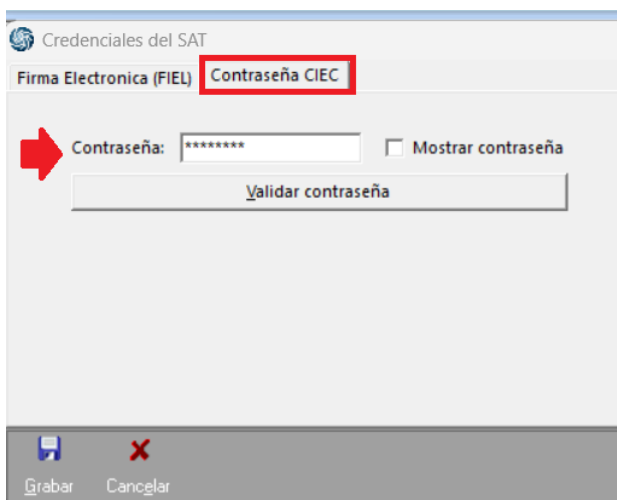 Credenciales del SAT
Firma Electronica (FIEL) Contraseña CIEC
Contraseña: ******** Mostrar contraseña
Validar contraseña
Grabar Cancelar